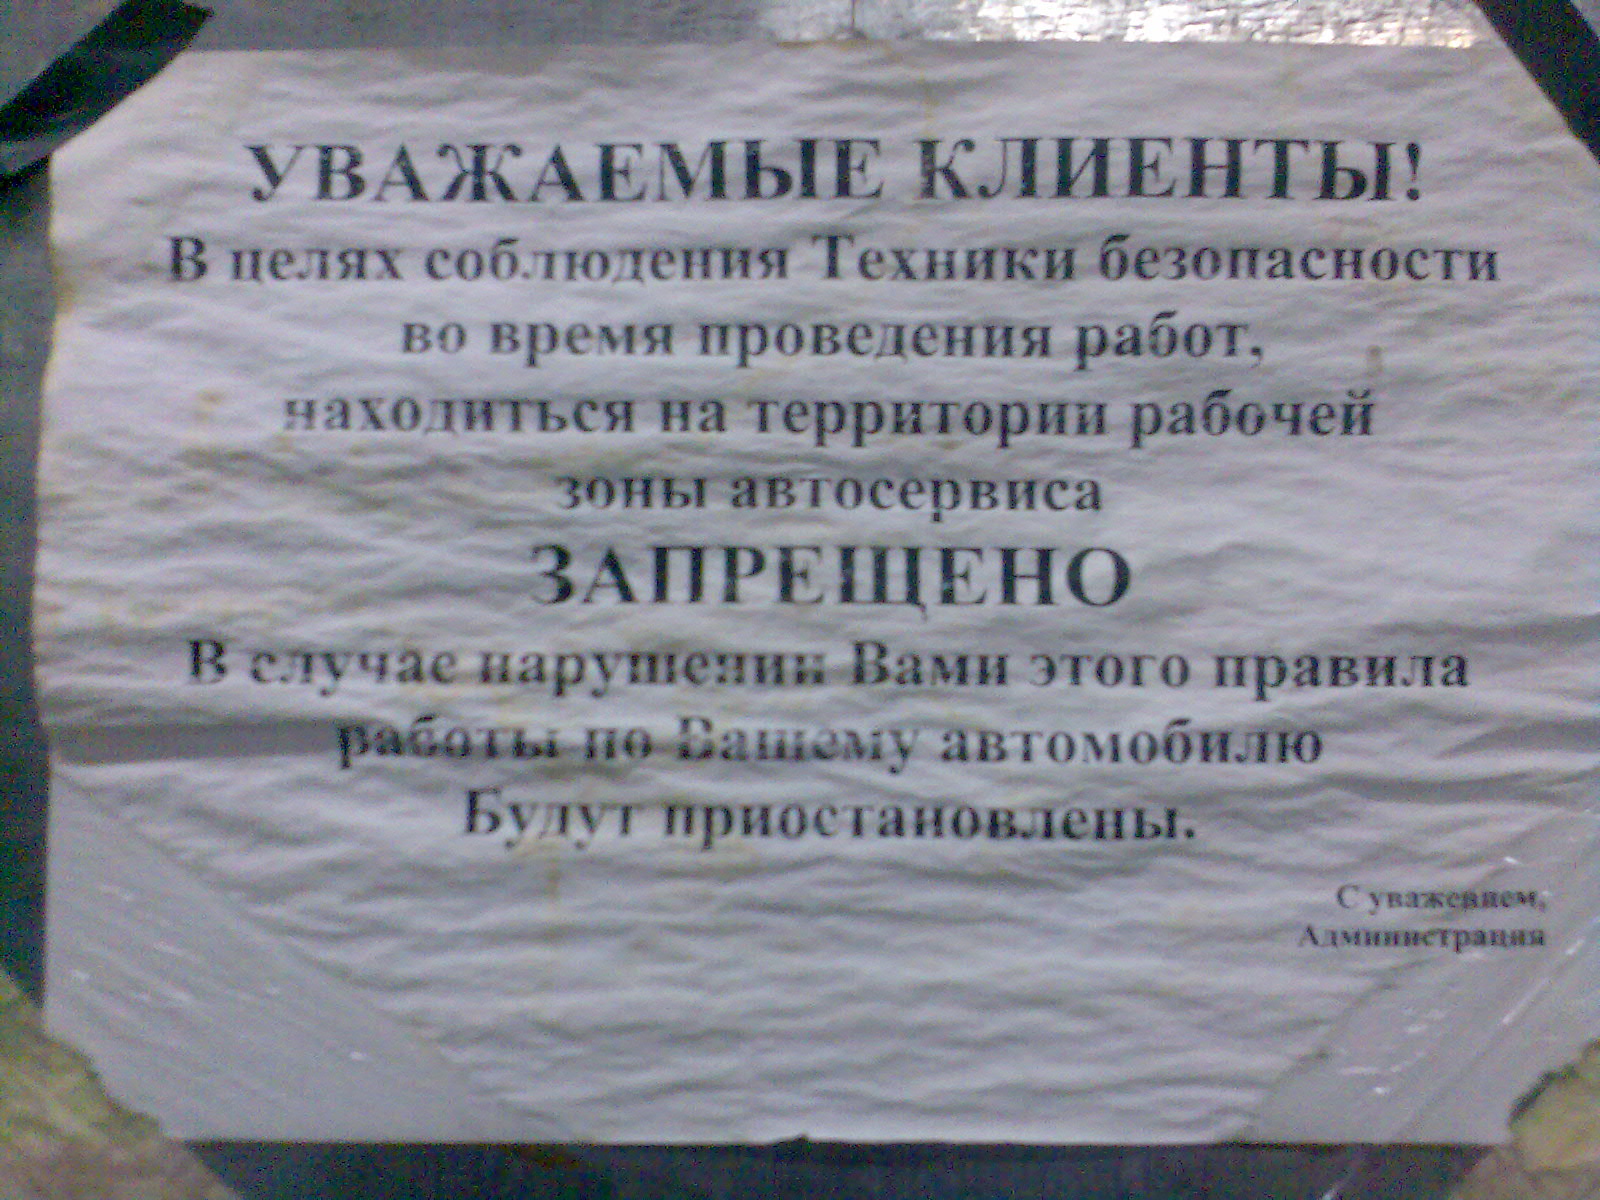 УВАЖАЕМЫЕ КЛИЕНТЫ!
В целях соблюдения Техники безопасности
во время проведения работ,
находиться на территории рабочей
зоны автосервиса
ЗАПРЕЩЕНО
В случае нарушении Вами этого правила
работы по Вашему автомобилю
Будут приостановлены.
С уважением,
Администрация